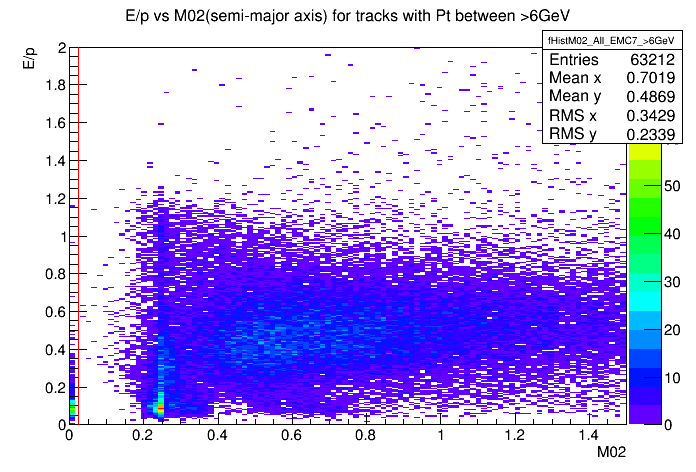 E/p vs M02(semi-major axis) for tracks with Pt between >6GeV
fHistM02_All_EMC7_>6GeV
Entries 63212
Mean x 0.7019
Mean y 0.4869
RMS x 0.3429
RMS y 0.2339
E/p
2
1.8
1.6
1.4
1.2
1
0.8
0.6
0.4
0.2
0
50
40
30
20
10
0
0 0.2 0.4 0.6 0.8 1 1.2 1.4
M02